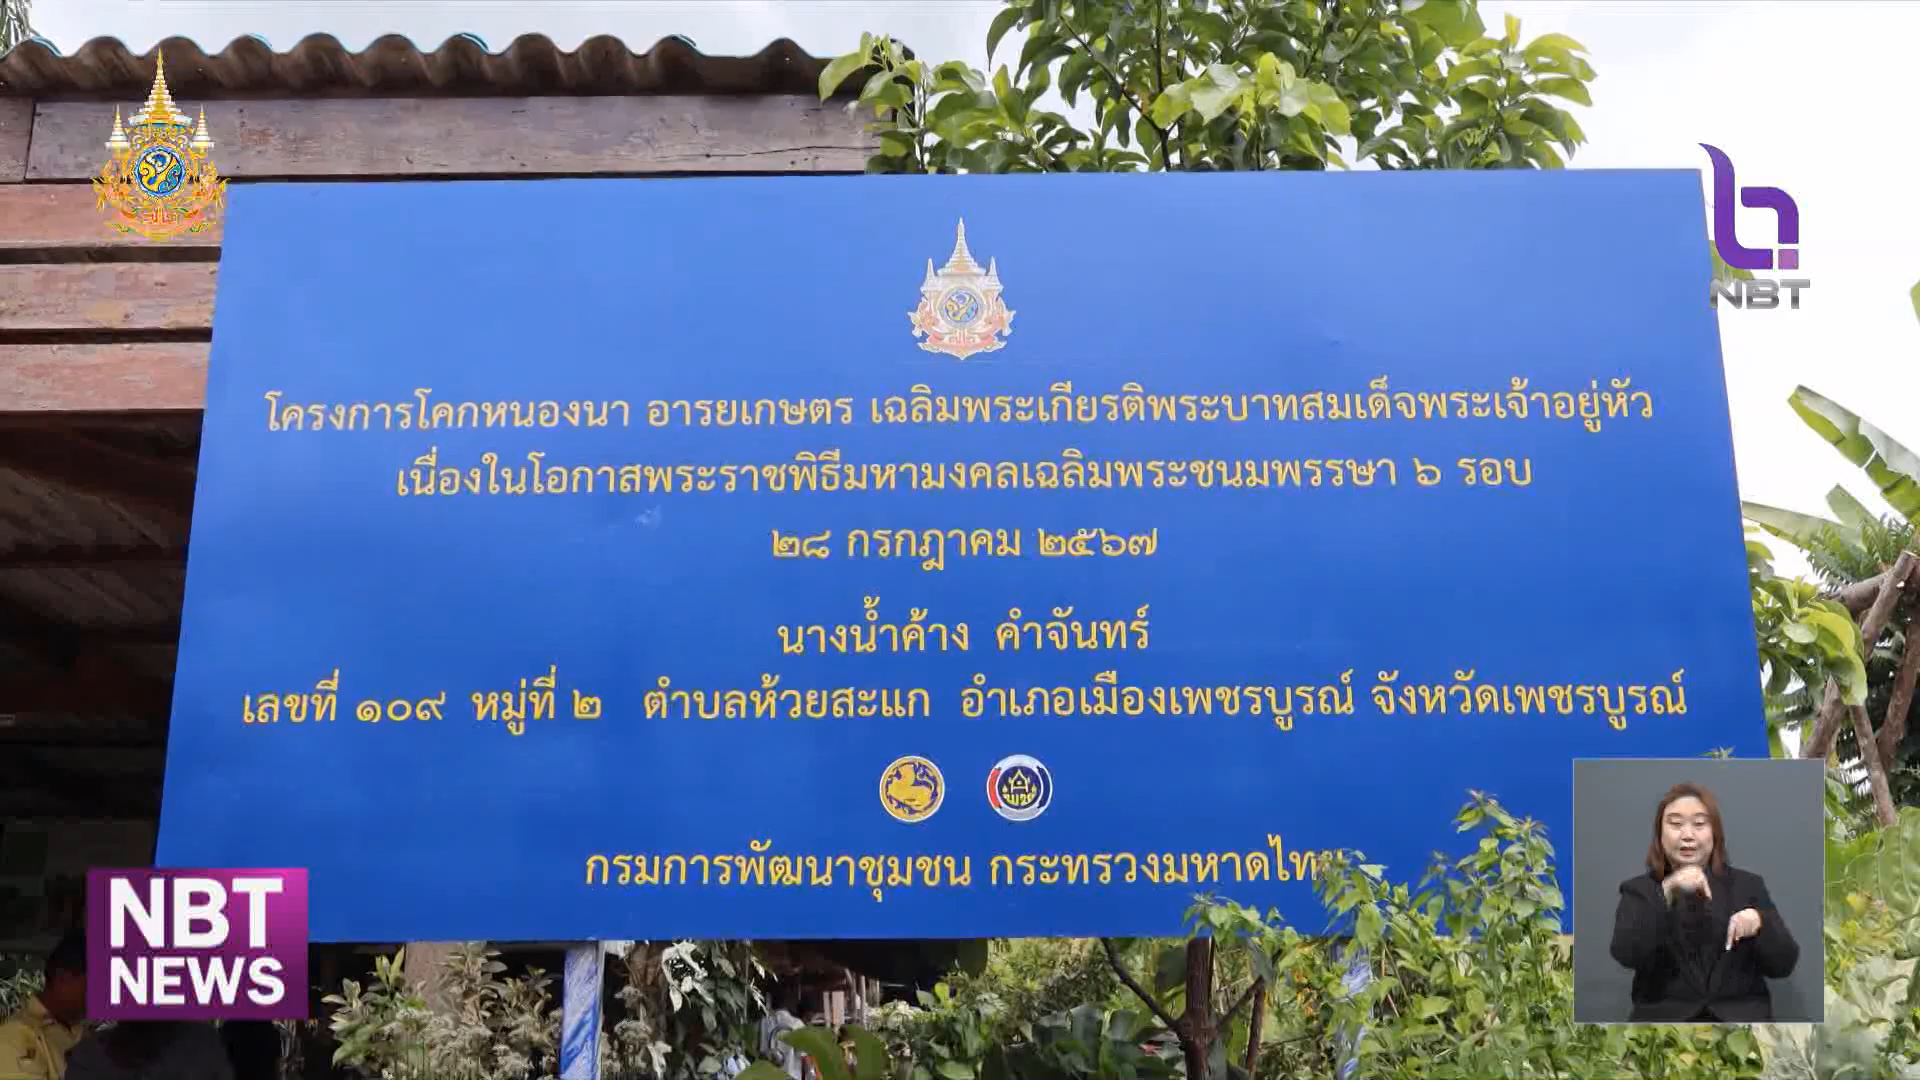 NBT
โครงการโคกหนองนา อารยเกษตร เฉลิมพระเกียรติพระบาทสมเด็จพระเจ้าอยู่หัว
เนื่องในโอกาสพระราชพิธีมหามงคลเฉลิมพระชนมพรรษา ๖ รอบ
๒๘ กรกฎาคม ๒๕๖๗
นางน้ำค้าง คำจันทร์
เลขที่ ๑๐๙ หมู่ที่ ๒ ตำบลห้วยสะแก อำเภอเมืองเพชรบูรณ์ จังหวัดเพชรบูรณ์
กรมการพัฒนาชุมชน กระทรวงมหาดไทย
NBT
NEWS